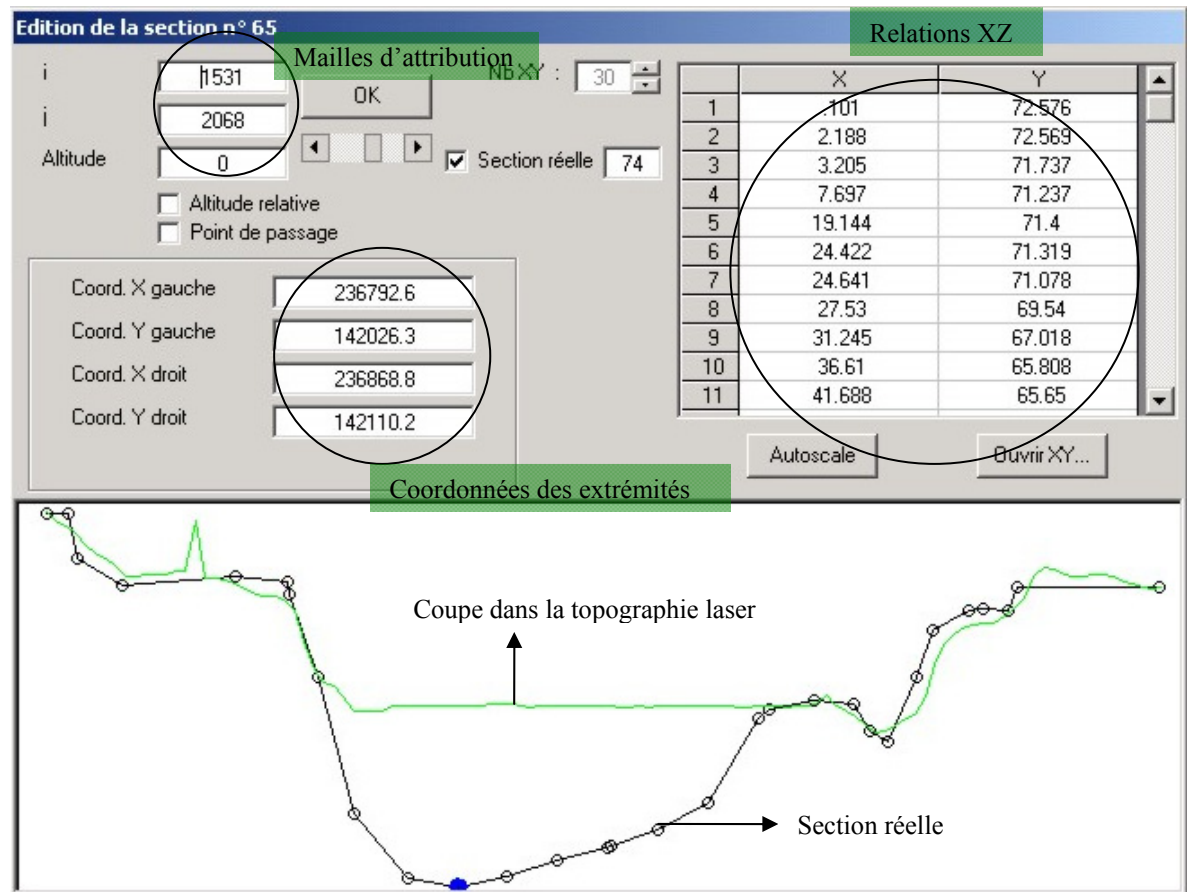 Edition de la section n° 65
Mailles d'attribution
Relations XZ
i 1531
OK
Nb XY : 30
i 2068
Altitude 0
Section réelle 74
Altitude relative
Point de passage
Coord. X gauche 236792.6
Coord. Y gauche 142026.3
Coord. X droit 236868.8
Coord. Y droit 142110.2
X Y
1 .101 72.576
2 2.188 72.569
3 3.205 71.737
4 7.697 71.237
5 19.144 71.4
6 24.422 71.319
7 24.641 71.078
8 27.53 69.54
9 31.245 67.018
10 36.61 65.808
11 41.688 65.65
Autoscale
Ouvrir XY...
Coordonnées des extrémités
Coupe dans la topographie laser
Section réelle